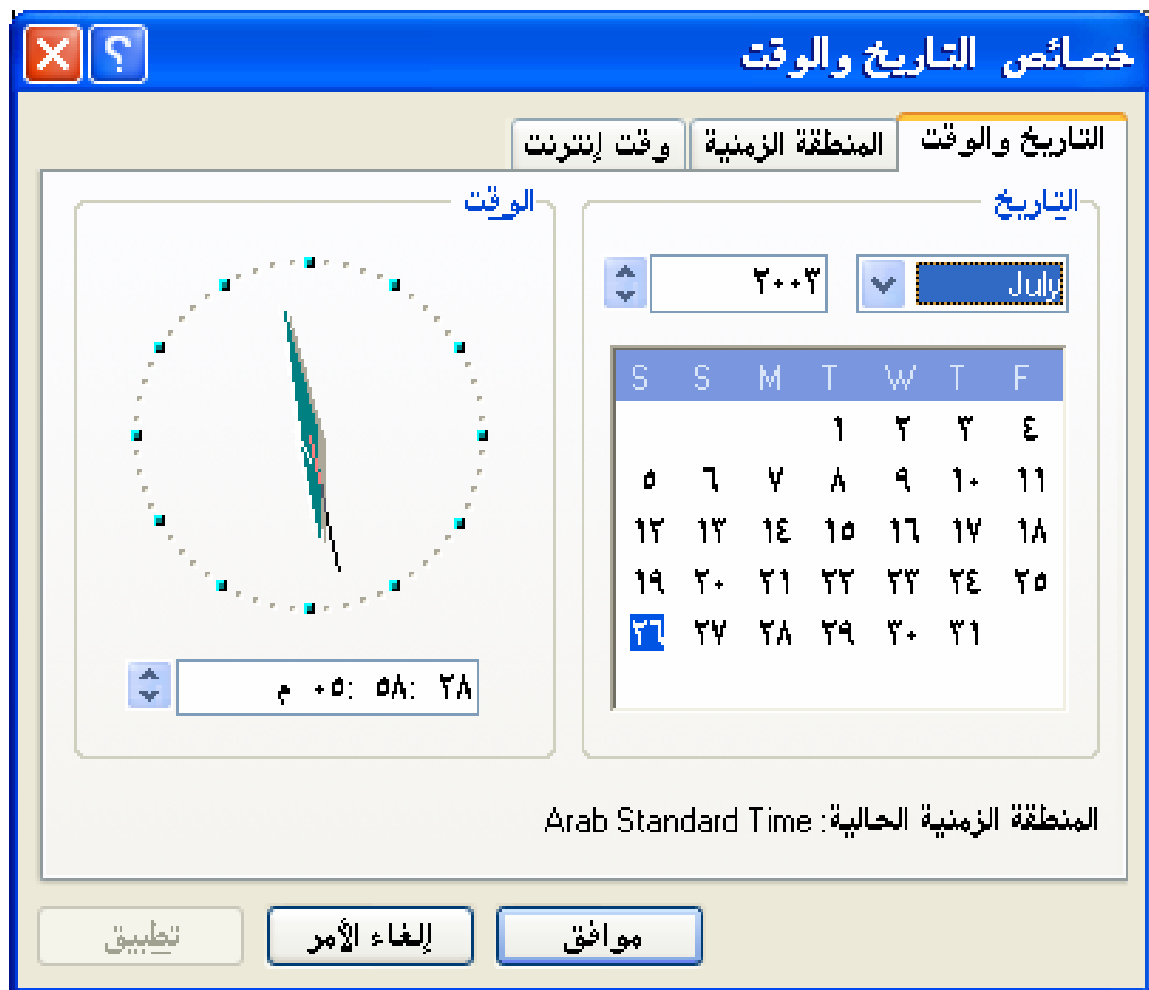 خصائص التاريخ والوقت
التاريخ والوقت
المنطقة الزمنية
وقت إنترنت
التاريخ
July
٢٠٠٣
S S M T W T F
١ ٢ ٣ ٤
٥ ٦ ٧ ٨ ٩ ١٠ ١١
١٢ ١٣ ١٤ ١٥ ١٦ ١٧ ١٨
١٩ ٢٠ ٢١ ٢٢ ٢٣ ٢٤ ٢٥
٢٦ ٢٧ ٢٨ ٢٩ ٣٠ ٣١
الوقت
٠٥: ٥٨: ٢٨ م
المنطقة الزمنية الحالية: Arab Standard Time
موافق
إلغاء الأمر
تطبيق